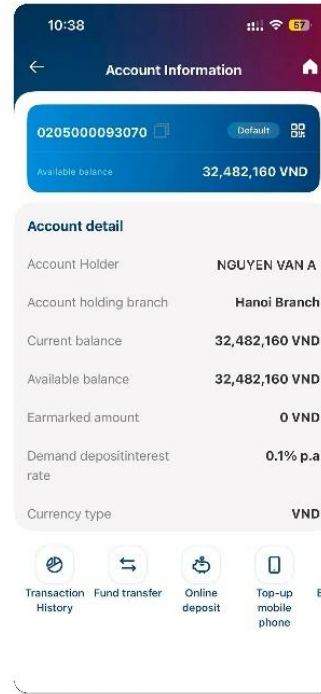 10:38
57
Account Information
0205000093070
Default
Available balance
32,482,160 VND
Account detail
Account Holder
NGUYEN VAN A
Account holding branch
Hanoi Branch
Current balance
32,482,160 VND
Available balance
32,482,160 VND
Earmarked amount
0 VND
Demand depositinterest
rate
0.1% p.a
Currency type
VND
Transaction
History
Fund transfer
Online
deposit
Top-up
mobile
phone